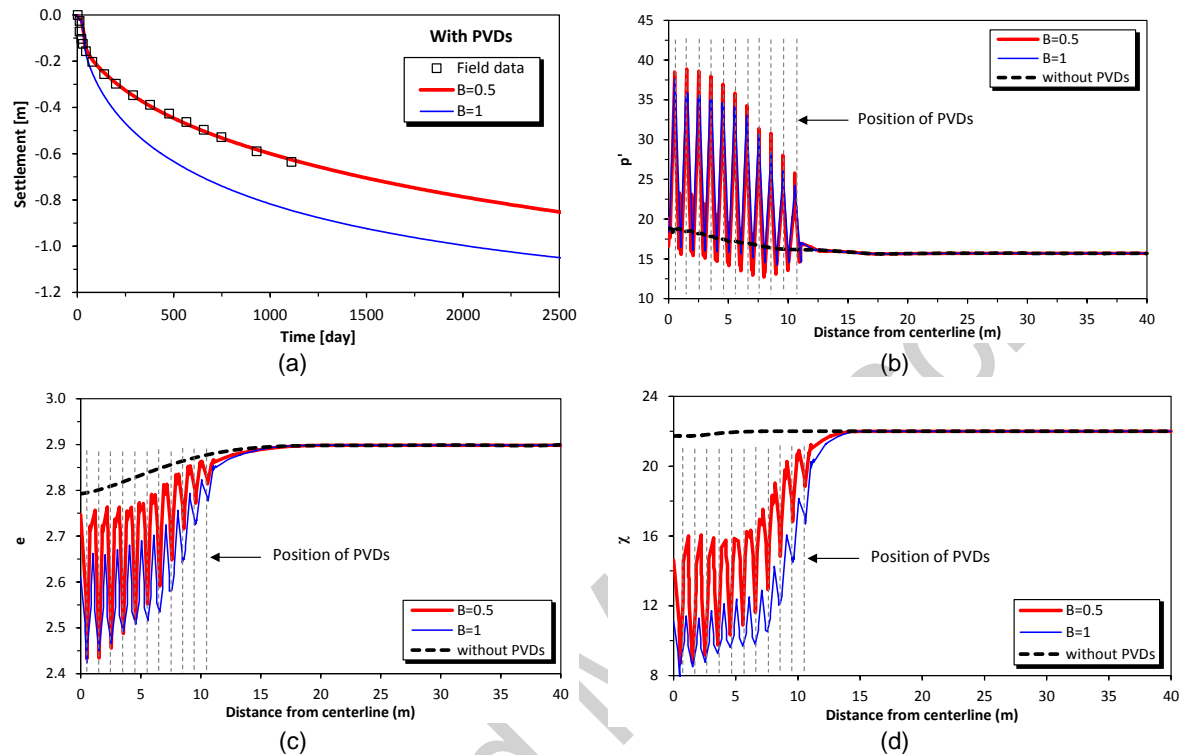 0.0
-0.2
-0.4
-0.6
-0.8
-1.0
-1.2
Settlement [m]
With PVDs
Field data
B=0.5
B=1
0 500 1000 1500 2000 2500
Time [day]
(a)
45
40
35
30
25
20
15
10
p'
B=0.5
B=1
without PVDs
Position of PVDs
0 5 10 15 20 25 30 35 40
Distance from centerline (m)
(b)
3.0
2.9
2.8
2.7
2.6
2.5
2.4
e
Position of PVDs
B=0.5
B=1
without PVDs
0 5 10 15 20 25 30 35 40
Distance from centerline (m)
(c)
24
20
16
12
8
χ
Position of PVDs
B=0.5
B=1
without PVDs
0 5 10 15 20 25 30 35 40
Distance from centerline (m)
(d)